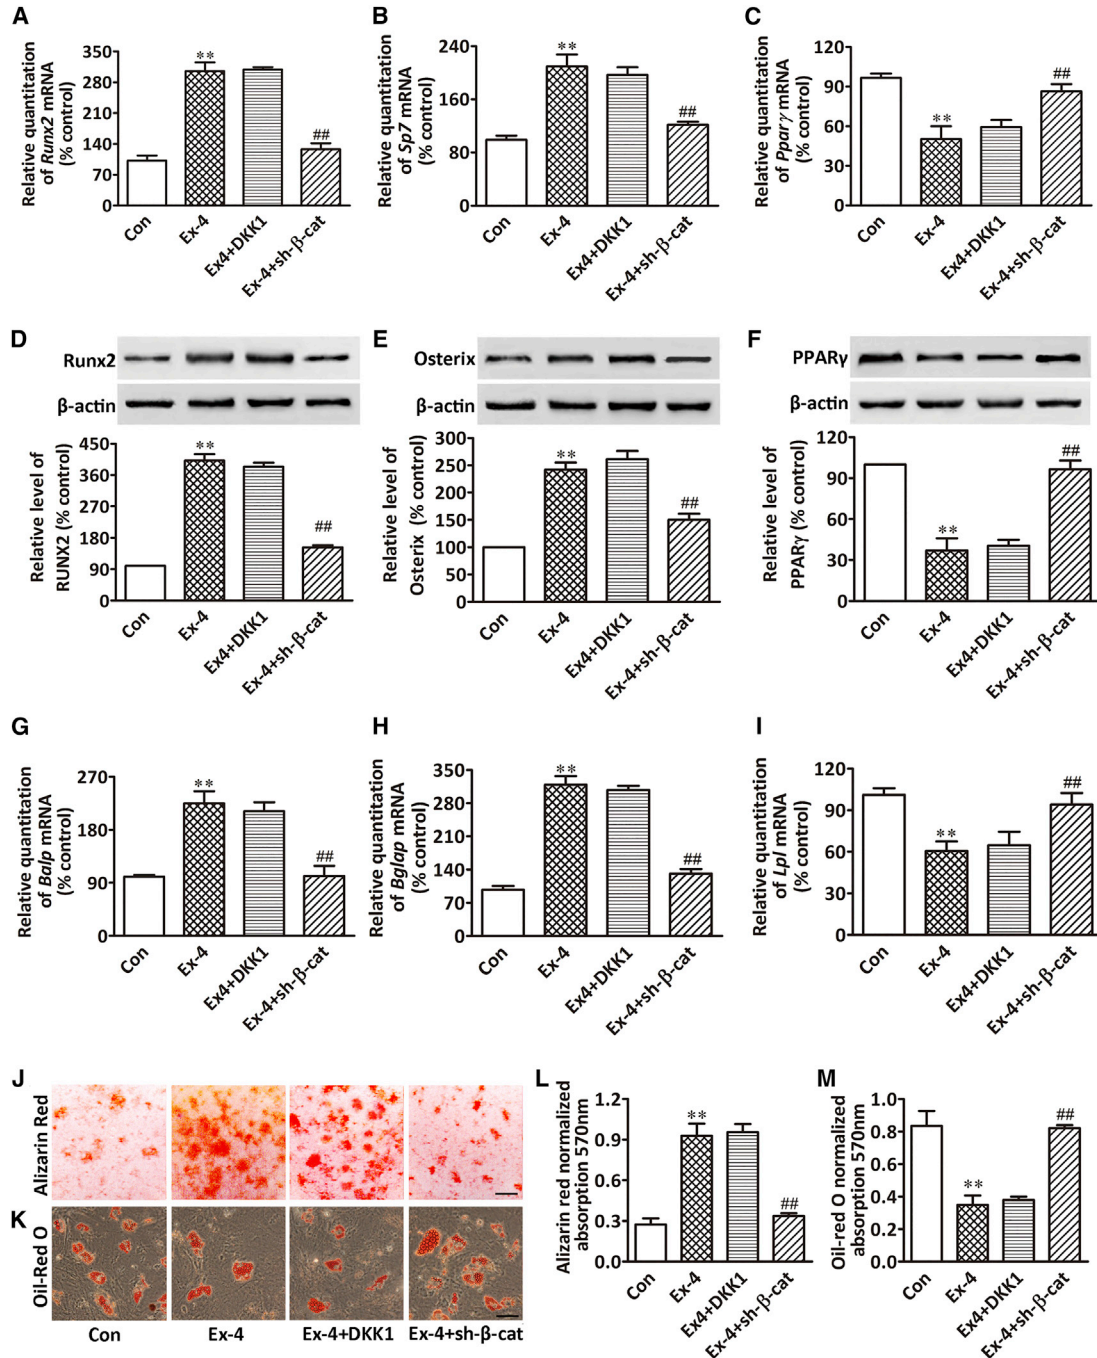 A
Relative quantitation
of Runx2 mRNA
(% control)
350
280
210
140
70
0
**
##
Con
Ex-4
Ex4+DKK1
Ex-4+sh-β-cat
B
Relative quantitation
of Sp7 mRNA
(% control)
240
160
80
0
**
##
Con
Ex-4
Ex4+DKK1
Ex-4+sh-β-cat
C
Relative quantitation
of Pparγ mRNA
(% control)
120
90
60
30
0
**
##
Con
Ex-4
Ex4+DKK1
Ex-4+sh-β-cat
D
Runx2
β-actin
Relative level of
RUNX2 (% control)
450
360
270
180
90
0
**
##
Con
Ex-4
Ex4+DKK1
Ex-4+sh-β-cat
E
Osterix
β-actin
Relative level of
Osterix (% control)
300
250
200
150
100
50
0
**
##
Con
Ex-4
Ex4+DKK1
Ex-4+sh-β-cat
F
PPARγ
β-actin
Relative level of
PPARγ (% control)
120
90
60
30
0
**
##
Con
Ex-4
Ex4+DKK1
Ex-4+sh-β-cat
G
Relative quantitation
of Balp mRNA
(% control)
270
180
90
0
**
##
Con
Ex-4
Ex4+DKK1
Ex-4+sh-β-cat
H
Relative quantitation
of Bglap mRNA
(% control)
350
280
210
140
70
0
**
##
Con
Ex-4
Ex4+DKK1
Ex-4+sh-β-cat
I
Relative quantitation
of Lpl mRNA
(% control)
120
90
60
30
0
**
##
Con
Ex-4
Ex4+DKK1
Ex-4+sh-β-cat
J
Alizarin Red
K
Oil-Red O
Con
Ex-4
Ex-4+DKK1
Ex-4+sh-β-cat
L
Alizarin red normalized
absorption 570nm
1.2
0.9
0.6
0.3
0.0
**
##
Con
Ex-4
Ex4+DKK1
Ex-4+sh-β-cat
M
Oil-red O normalized
absorption 570nm
1.0
0.8
0.6
0.4
0.2
0.0
**
##
Con
Ex-4
Ex4+DKK1
Ex-4+sh-β-cat